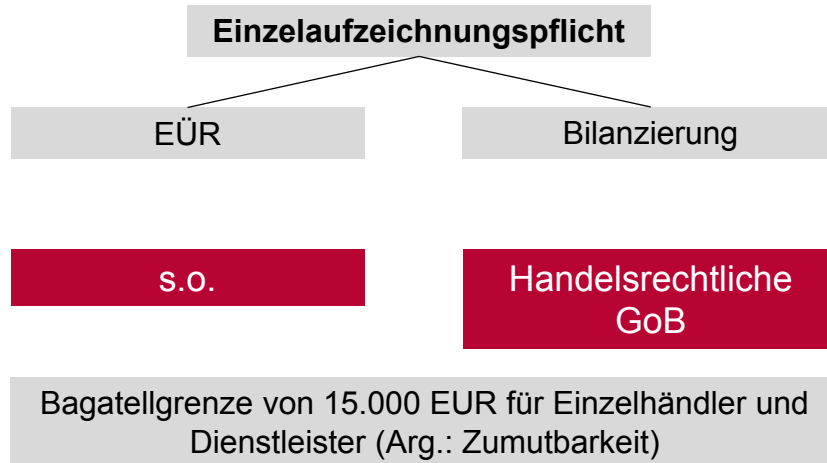 Einzelaufzeichnungspflicht
EÜR
Bilanzierung
s.o.
Handelsrechtliche
GoB
Bagatellgrenze von 15.000 EUR für Einzelhändler und
Dienstleister (Arg.: Zumutbarkeit)